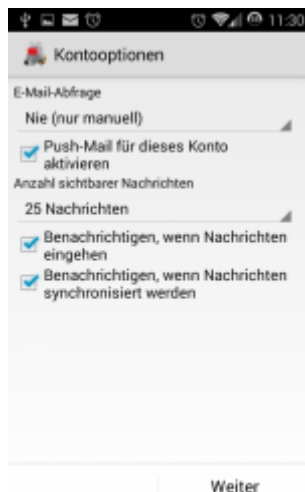 11:30
Kontooptionen
E-Mail-Abfrage
Nie (nur manuell)
Push-Mail für dieses Konto
aktivieren
Anzahl sichtbarer Nachrichten
25 Nachrichten
Benachrichtigen, wenn Nachrichten
eingehen
Benachrichtigen, wenn Nachrichten
synchronisiert werden
Weiter